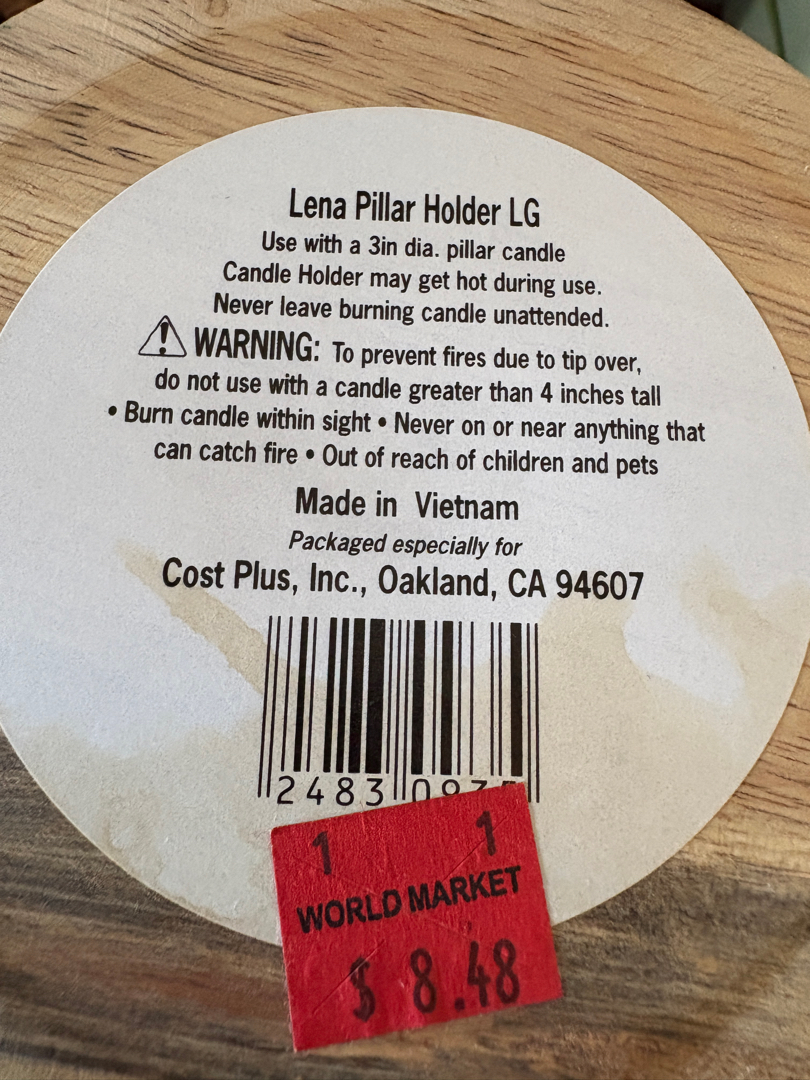 Lena Pillar Holder LG
Use with a 3in dia. pillar candle
Candle Holder may get hot during use.
Never leave burning candle unattended.
WARNING: To prevent fires due to tip over,
do not use with a candle greater than 4 inches tall
• Burn candle within sight • Never on or near anything that
can catch fire • Out of reach of children and pets
Made in Vietnam
Packaged especially for
Cost Plus, Inc., Oakland, CA 94607
2483
1 1
WORLD MARKET
$ 8.48